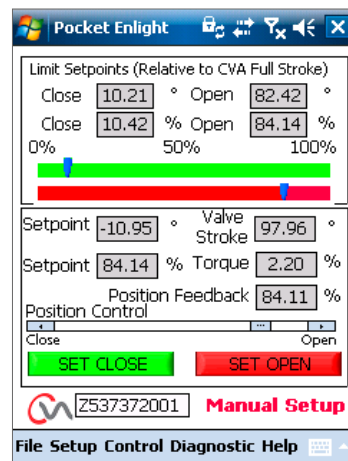 Pocket Enlight
Limit Setpoints (Relative to CVA Full Stroke)
Close 10.21 ° Open 82.42 °
Close 10.42 % Open 84.14 %
0% 50% 100%
Setpoint -10.95 ° Valve Stroke 97.96 °
Setpoint 84.14 % Torque 2.20 %
Position Feedback 84.11 %
Position Control
Close Open
SET CLOSE SET OPEN
Z537372001 Manual Setup
File Setup Control Diagnostic Help